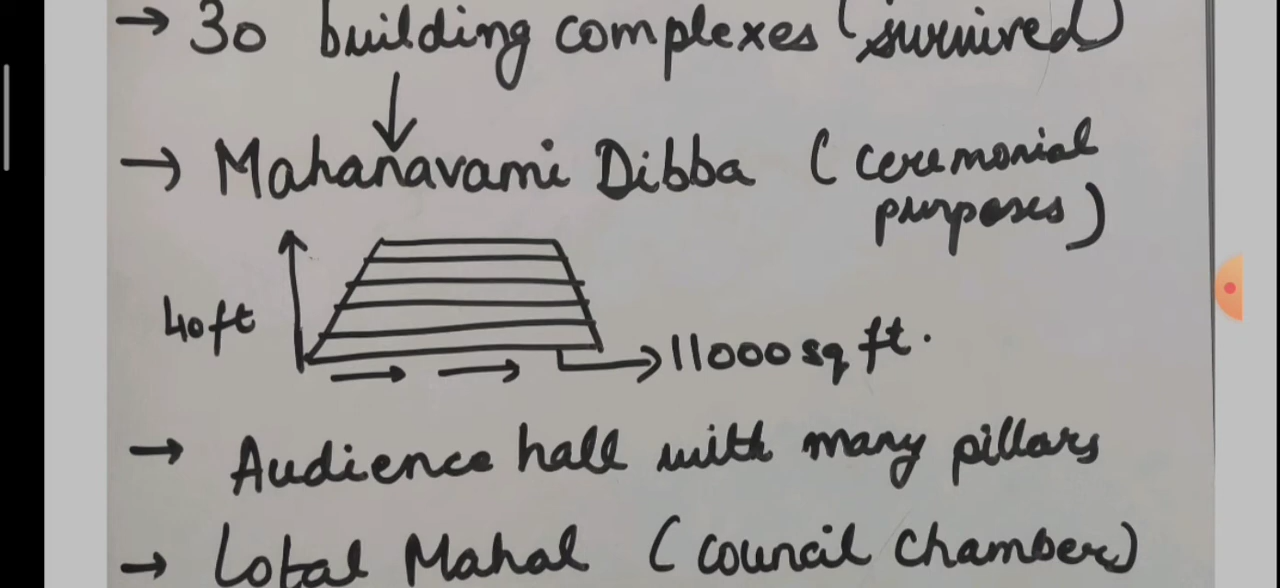 → 30 building complexes (survived)
→ Mahanavami Dibba (ceremonial
purposes)
40ft
→ 11000 sq ft.
→ Audience hall with many pillars
→ Lotal Mahal (council chamber)